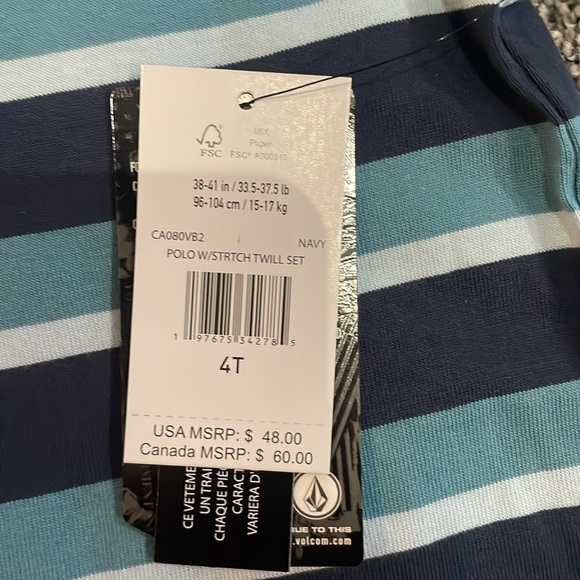 FSC
MIX
Paper
FSC® A000511
38-41 in / 33.5-37.5 lb
96-104 cm / 15-17 kg
CA080VB2
NAVY
POLO W/STRTCH TWILL SET
1 97675 34278 5
4T
USA MSRP: $ 48.00
Canada MSRP: $ 60.00
CE VETEME
UN TRAI
CHAQUE PIÈC
CARACT
VARIERA D'
UE TO THIS
.volcom.com